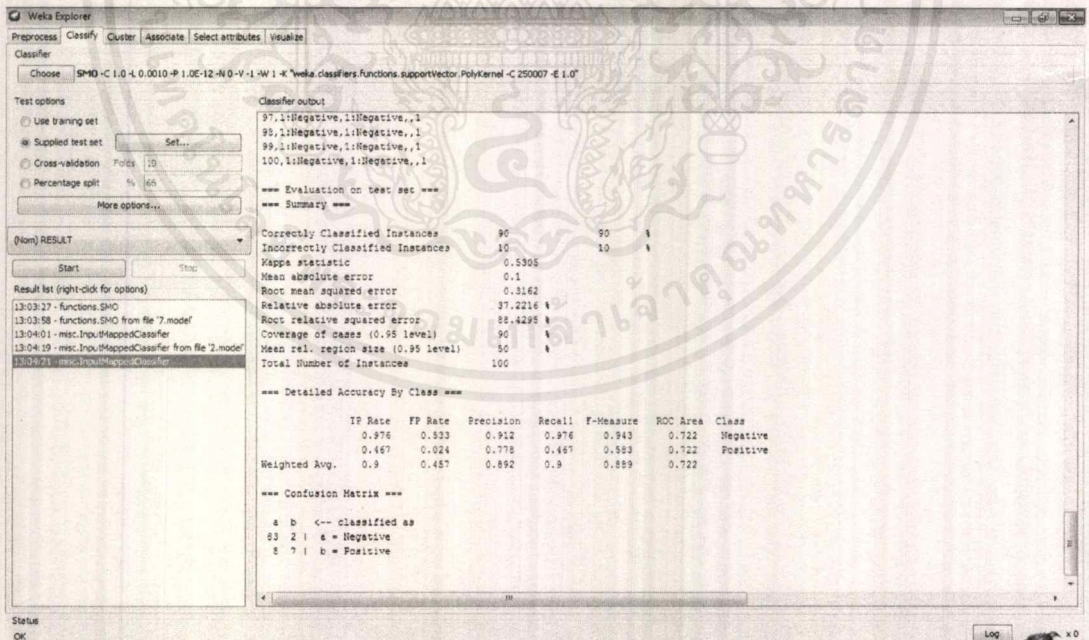 Weka Explorer
Preprocess Classify Cluster Associate Select attributes Visualize
Classifier
Choose SMO -C 1.0 -L 0.0010 -P 1.0E-12 -N 0 -V -1 -W 1 -K "weka.classifiers.functions.supportVector.PolyKernel -C 250007 -E 1.0"
Test options
Use training set
Supplied test set Set...
Cross-validation Folds 10
Percentage split % 66
More options...
(Nom) RESULT
Start Stop
Result list (right-click for options)
13:03:27 - functions.SMO
13:03:58 - functions.SMO from file '7.model'
13:04:01 - misc.InputMappedClassifier
13:04:19 - misc.InputMappedClassifier from file '2.model'
13:04:21 - misc.InputMappedClassifier
Classifier output
97,1:Negative,1:Negative,,1
98,1:Negative,1:Negative,,1
99,1:Negative,1:Negative,,1
100,1:Negative,1:Negative,,1
=== Evaluation on test set ===
=== Summary ===
Correctly Classified Instances 90 90 %
Incorrectly Classified Instances 10 10 %
Kappa statistic 0.5305
Mean absolute error 0.1
Root mean squared error 0.3162
Relative absolute error 37.2216 %
Root relative squared error 88.4295 %
Coverage of cases (0.95 level) 90 %
Mean rel. region size (0.95 level) 50 %
Total Number of Instances 100
=== Detailed Accuracy By Class ===
TP Rate FP Rate Precision Recall F-Measure ROC Area Class
0.976 0.533 0.912 0.976 0.943 0.722 Negative
0.467 0.024 0.778 0.467 0.583 0.722 Positive
Weighted Avg. 0.9 0.457 0.892 0.9 0.889 0.722
=== Confusion Matrix ===
a b <-- classified as
83 2 | a = Negative
8 7 | b = Positive
Status
OK
Log
x 0